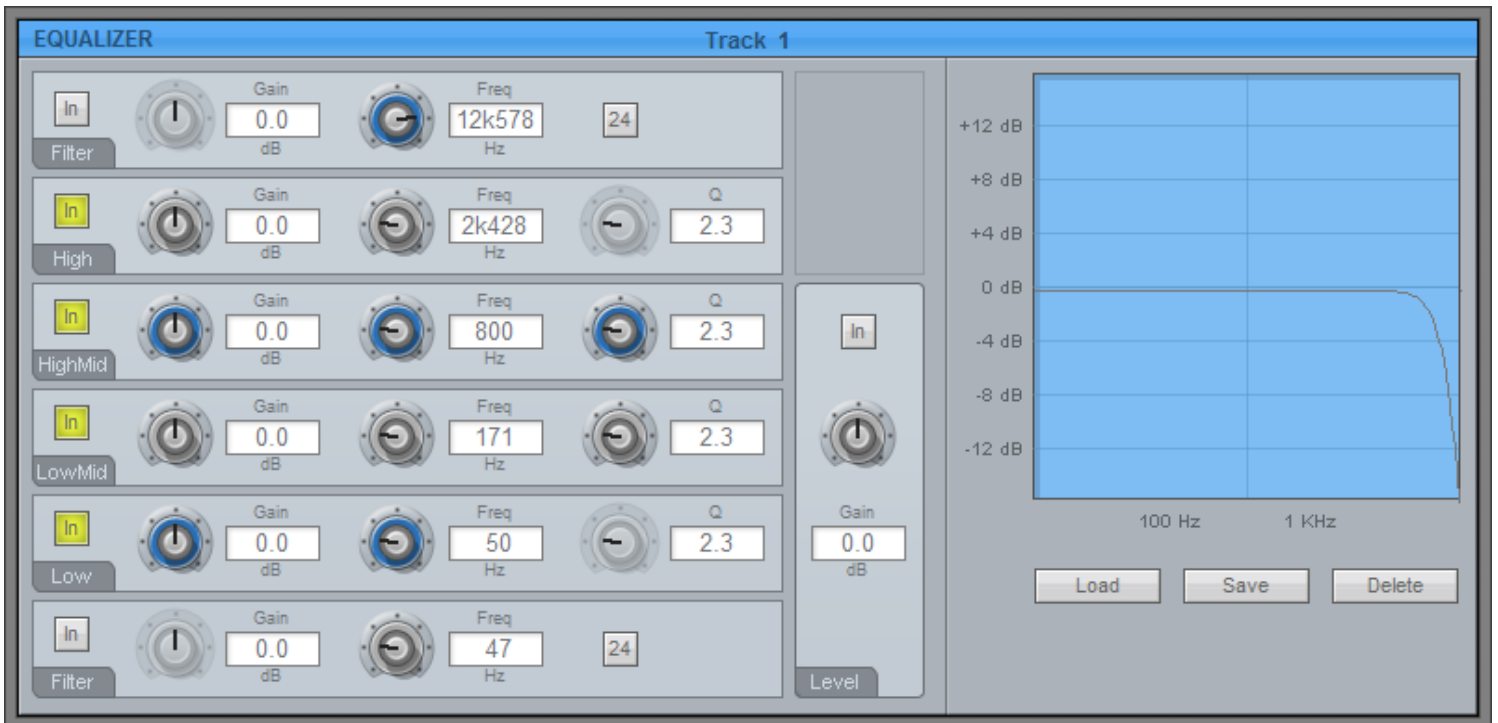 EQUALIZER Track 1
In Gain 0.0 dB Freq 12k578 Hz 24
Filter
In Gain 0.0 dB Freq 2k428 Hz Q 2.3
High
In Gain 0.0 dB Freq 800 Hz Q 2.3
HighMid
In Gain 0.0 dB Freq 171 Hz Q 2.3
LowMid
In Gain 0.0 dB Freq 50 Hz Q 2.3
Low
In Gain 0.0 dB Freq 47 Hz 24
Filter
In
Gain
0.0
dB
Level
+12 dB
+8 dB
+4 dB
0 dB
-4 dB
-8 dB
-12 dB
100 Hz 1 KHz
Load Save Delete